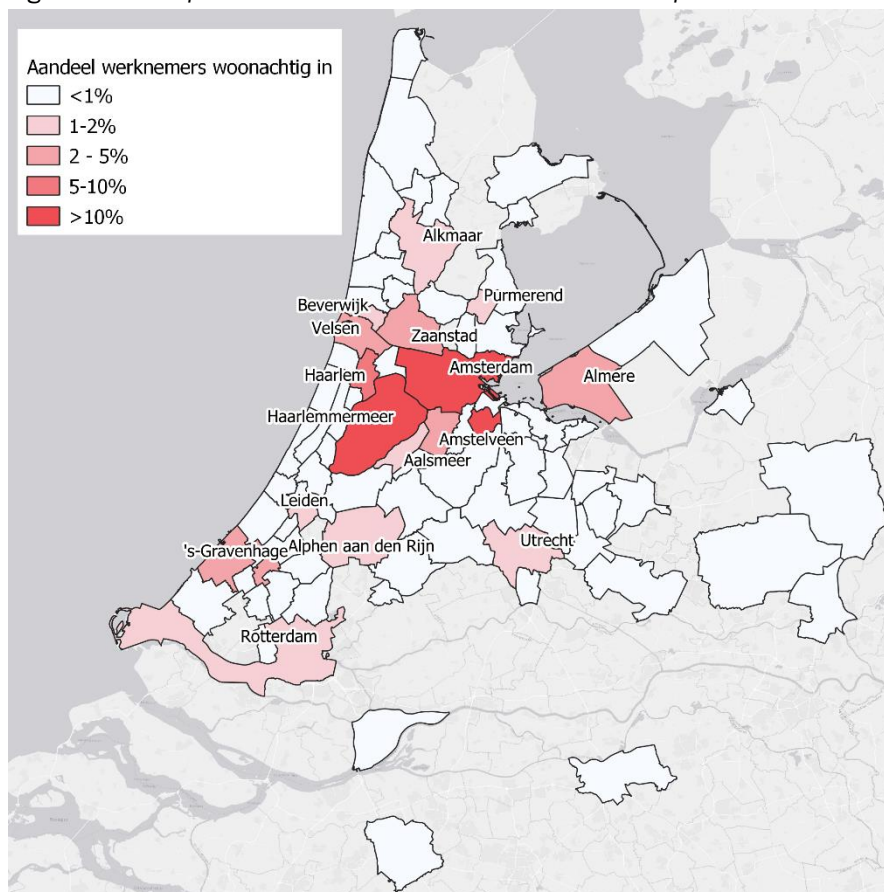 Aandeel werknemers woonachtig in
<1%
1-2%
2 - 5%
5-10%
>10%
Alkmaar
Purmerend
Beverwijk
Velsen
Zaanstad
Haarlem
Amsterdam
Almere
Haarlemmermeer
Amstelveen
Aalsmeer
Leiden
's-Gravenhage
Alphen aan den Rijn
Utrecht
Rotterdam